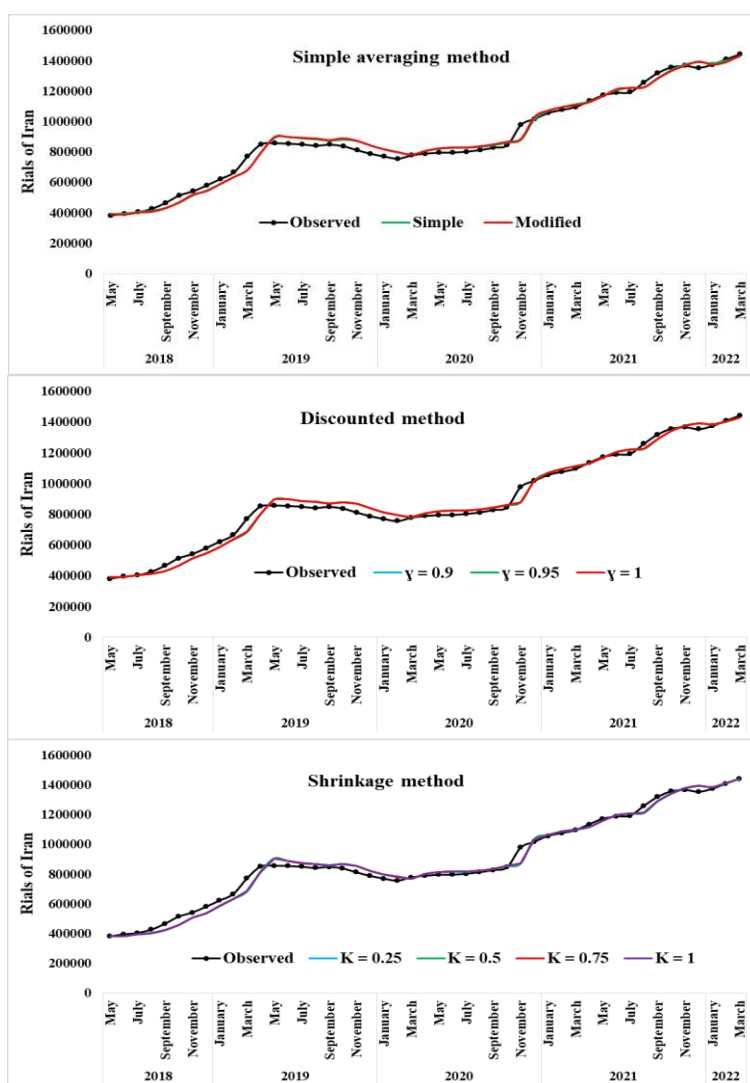 Simple averaging method
1600000
1400000
1200000
1000000
800000
600000
400000
200000
0
Rials of Iran
Observed Simple Modified
May July September November January March May July September November January March May July September November January March May July September November January March
2018 2019 2020 2021 2022
Discounted method
1600000
1400000
1200000
1000000
800000
600000
400000
200000
0
Rials of Iran
Observed ɣ = 0.9 ɣ = 0.95 ɣ = 1
May July September November January March May July September November January March May July September November January March May July September November January March
2018 2019 2020 2021 2022
Shrinkage method
1600000
1400000
1200000
1000000
800000
600000
400000
200000
0
Rials of Iran
Observed K = 0.25 K = 0.5 K = 0.75 K = 1
May July September November January March May July September November January March May July September November January March May July September November January March
2018 2019 2020 2021 2022